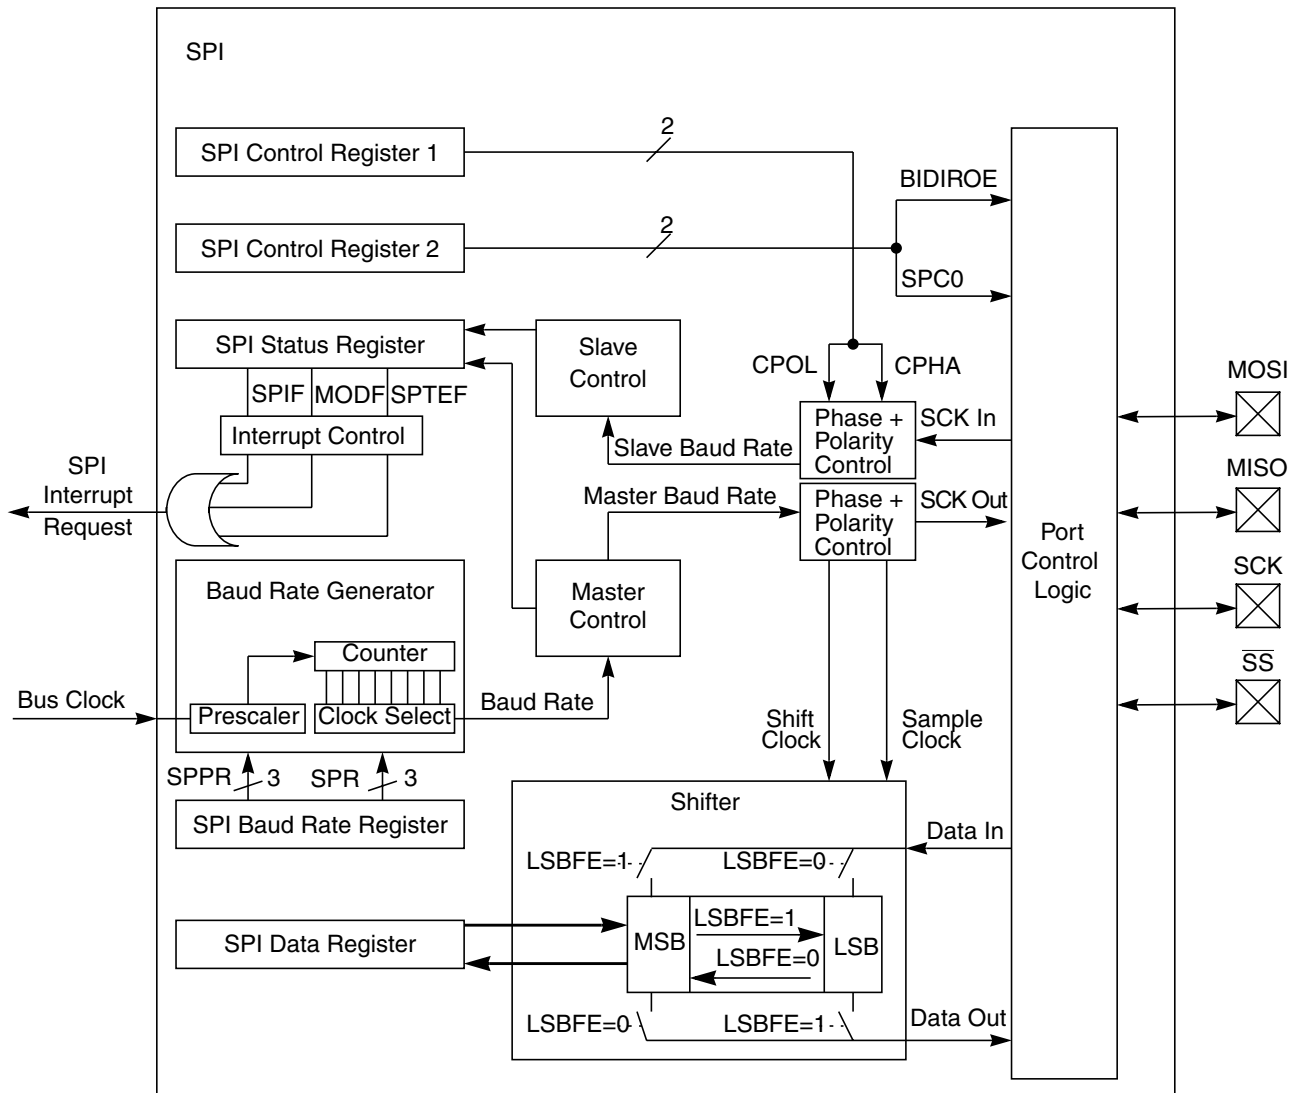 SPI
SPI Control Register 1
2
BIDIROE
SPI Control Register 2
2
SPC0
SPI Status Register
Slave
Control
CPOL
CPHA
MOSI
SPIF
MODF
SPTEF
Interrupt Control
Phase +
Polarity
Control
SCK In
Slave Baud Rate
SPI
Interrupt
Request
Master Baud Rate
Phase +
Polarity
Control
SCK Out
MISO
Port
Control
Logic
SCK
Baud Rate Generator
Master
Control
Counter
SS
Bus Clock
Prescaler
Clock Select
Baud Rate
Shift
Clock
Sample
Clock
SPPR
3
SPR
3
Shifter
SPI Baud Rate Register
Data In
LSBFE=1
LSBFE=0
SPI Data Register
MSB
LSBFE=1
LSBFE=0
LSB
LSBFE=0
LSBFE=1
Data Out